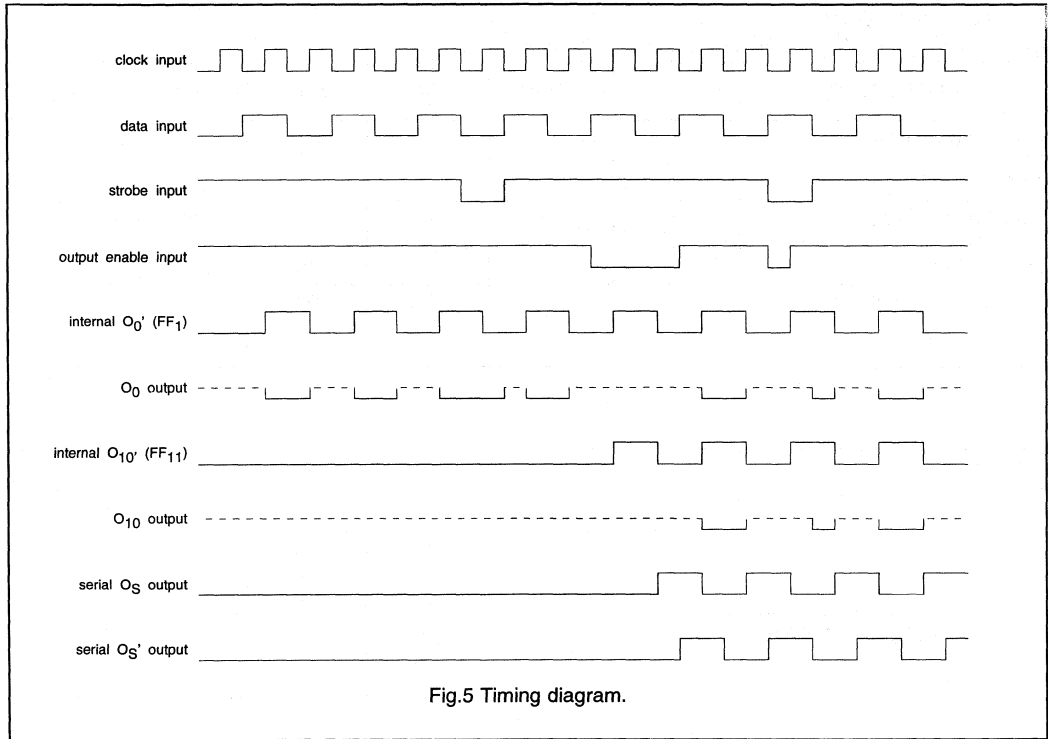 clock input
data input
strobe input
output enable input
internal O0' (FF1)
O0 output
internal O10' (FF11)
O10 output
serial OS output
serial OS' output
Fig.5 Timing diagram.